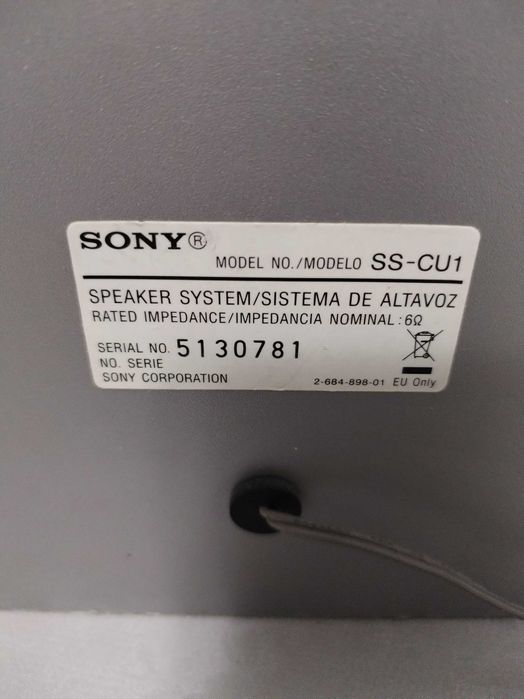 SONY®
MODEL NO./MODELO SS-CU1
SPEAKER SYSTEM/SISTEMA DE ALTAVOZ
RATED IMPEDANCE/IMPEDANCIA NOMINAL : 6Ω
SERIAL NO. 5130781
NO. SERIE
SONY CORPORATION 2-684-898-01 EU Only